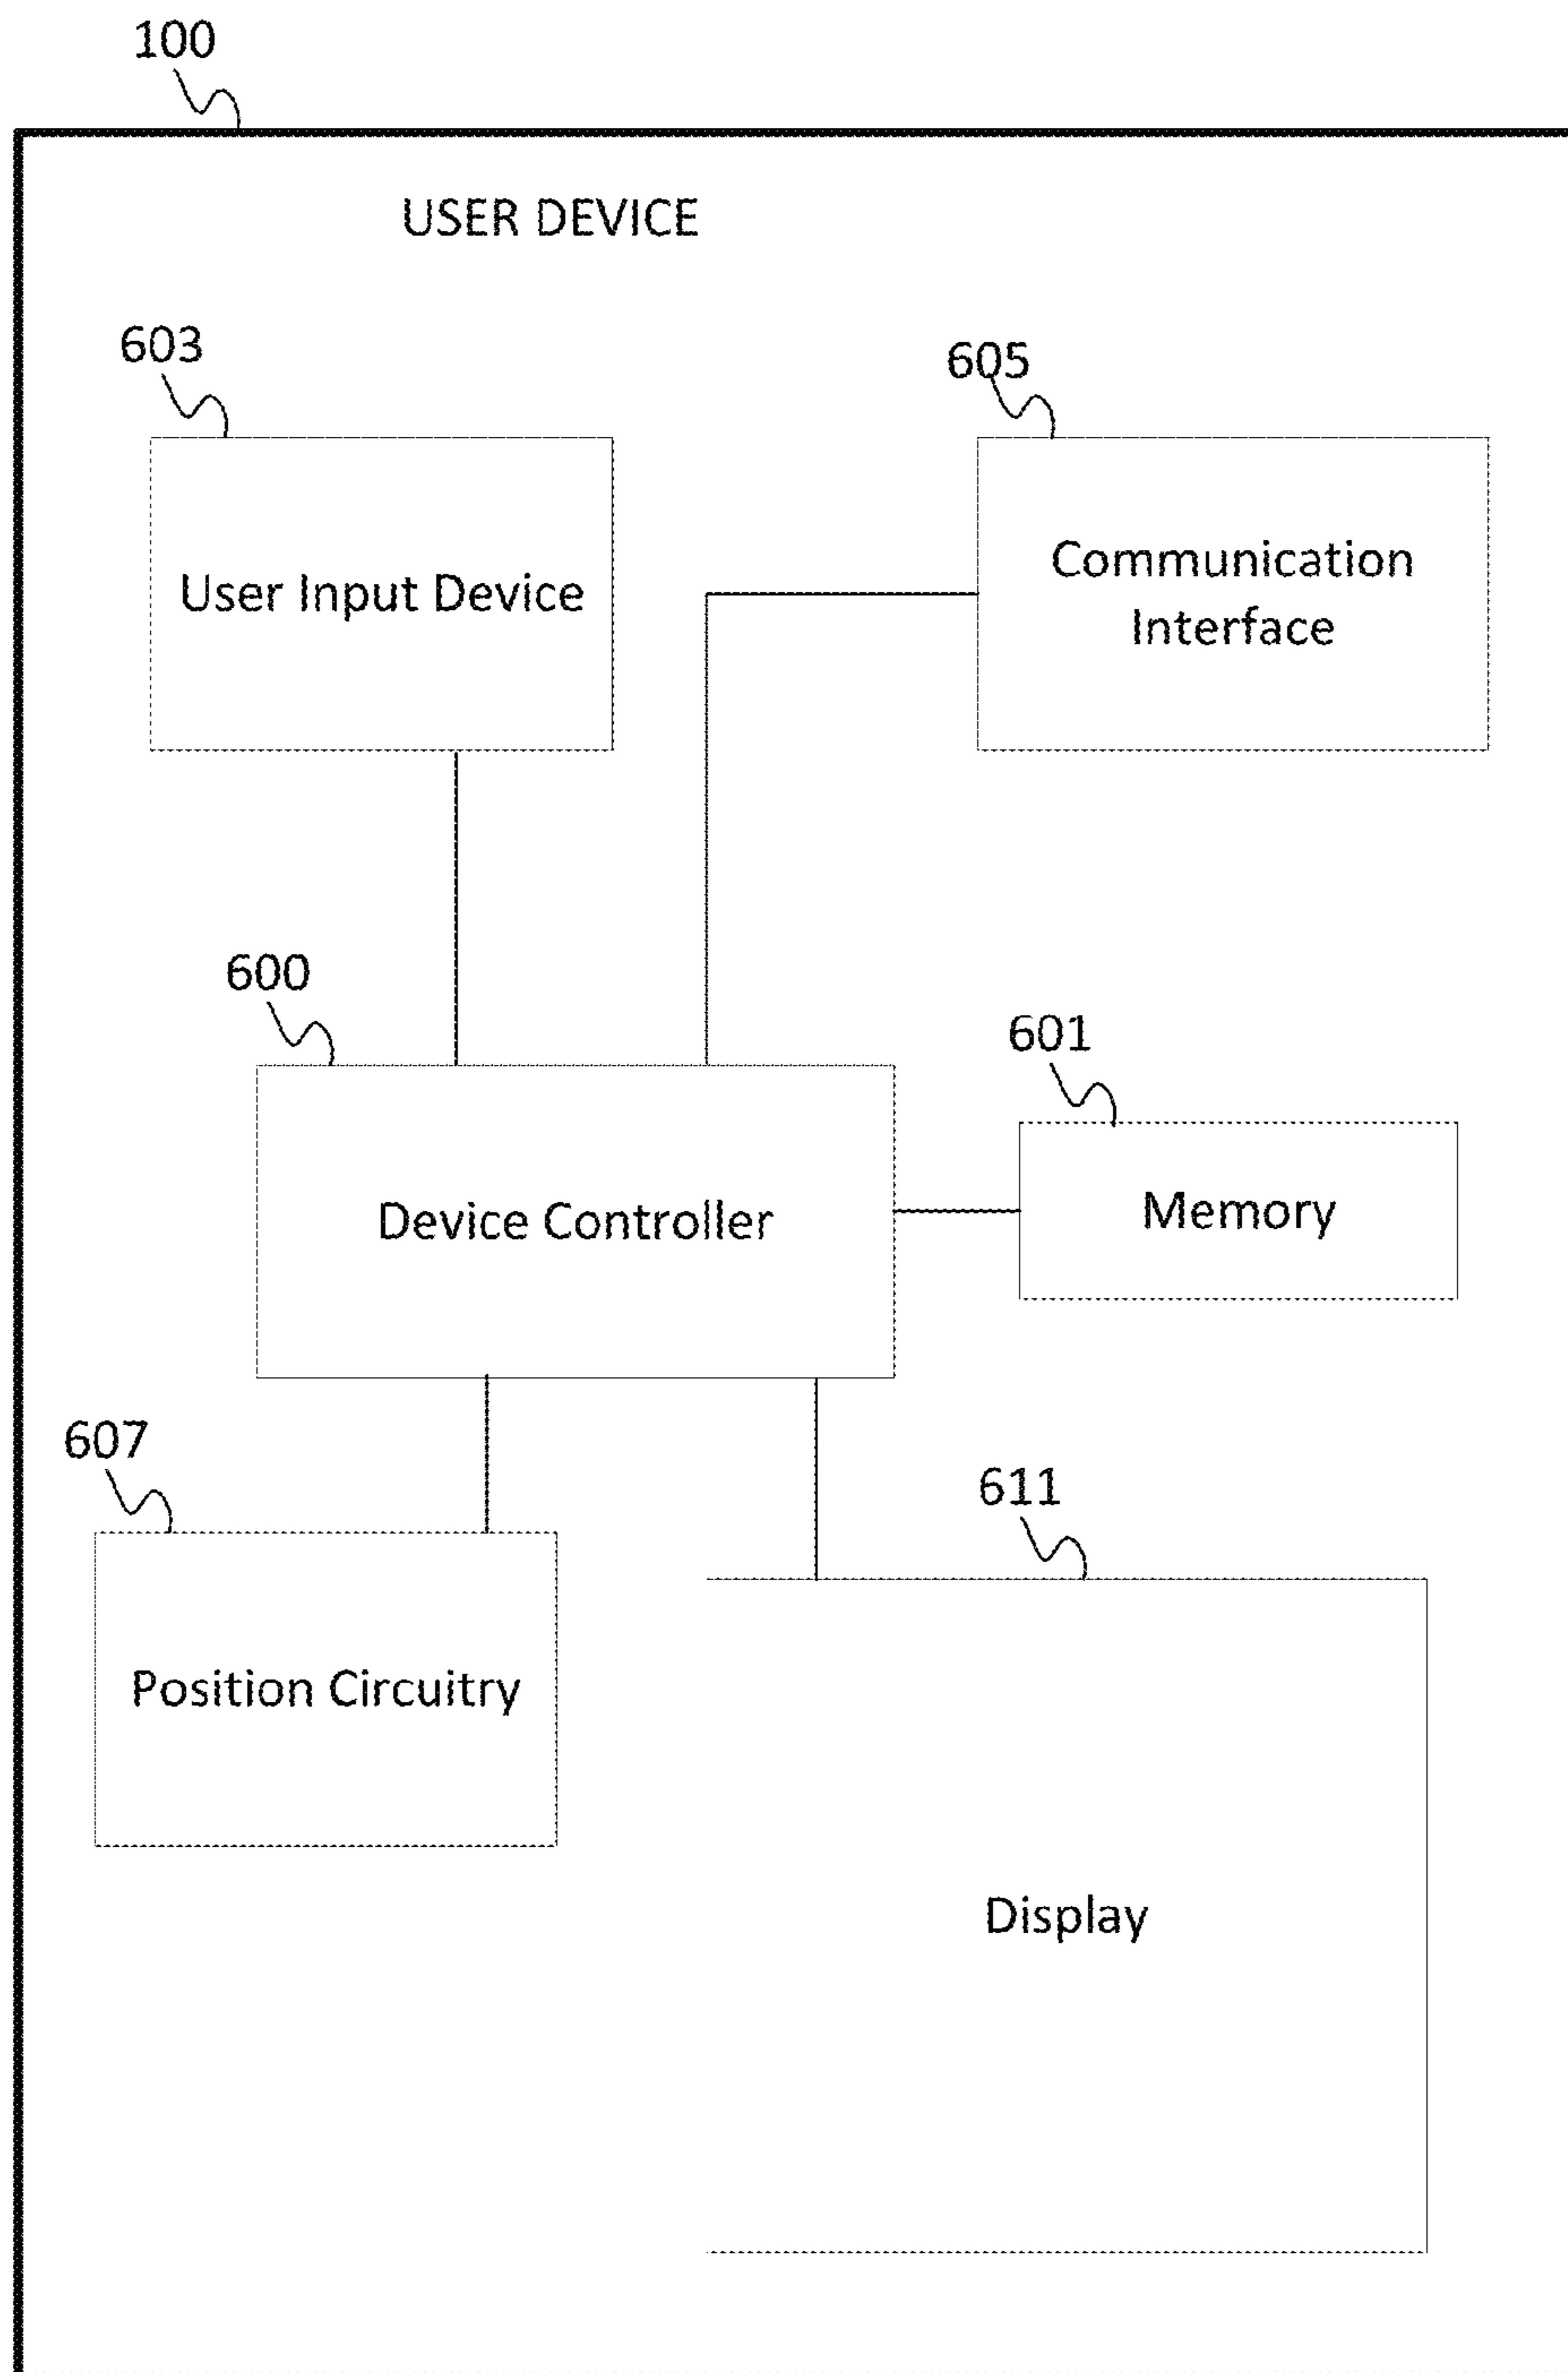 100
USER DEVICE
603
605
User Input Device
Communication
Interface
600
601
Device Controller
Memory
607
611
Position Circuitry
Display